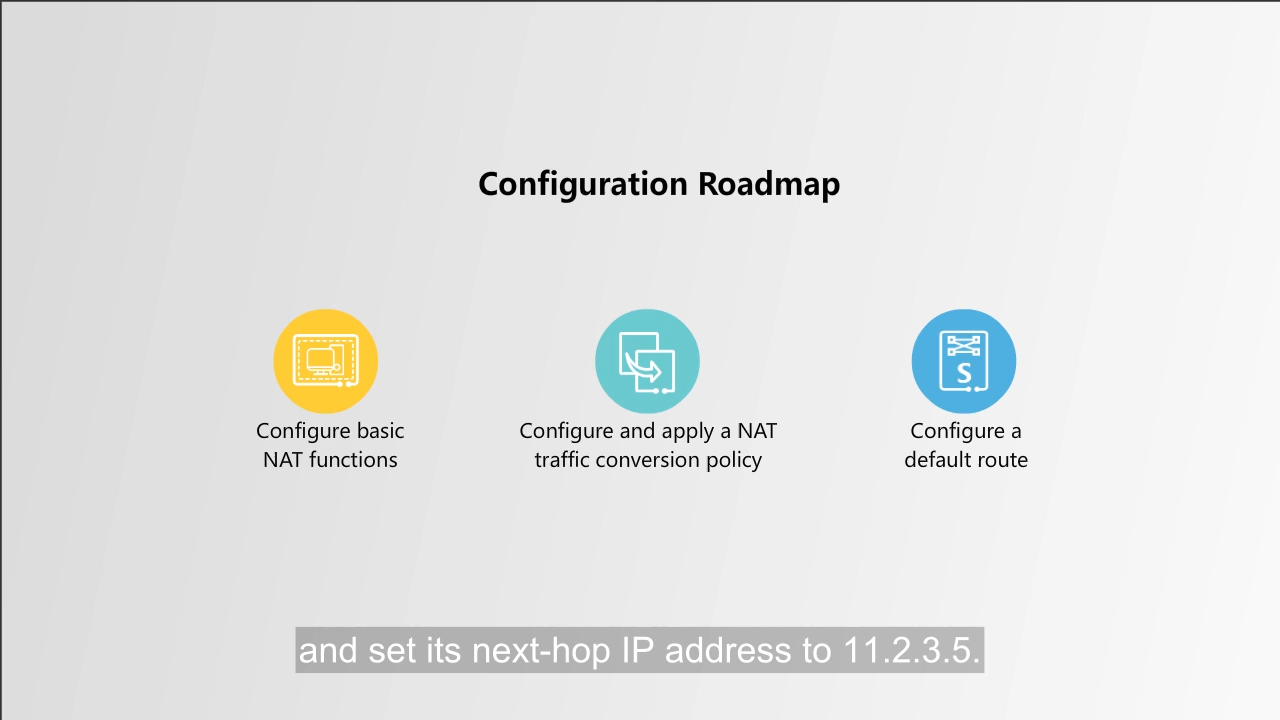 Configuration Roadmap
Configure basic
NAT functions
Configure and apply a NAT
traffic conversion policy
S
Configure a
default route
and set its next-hop IP address to 11.2.3.5.